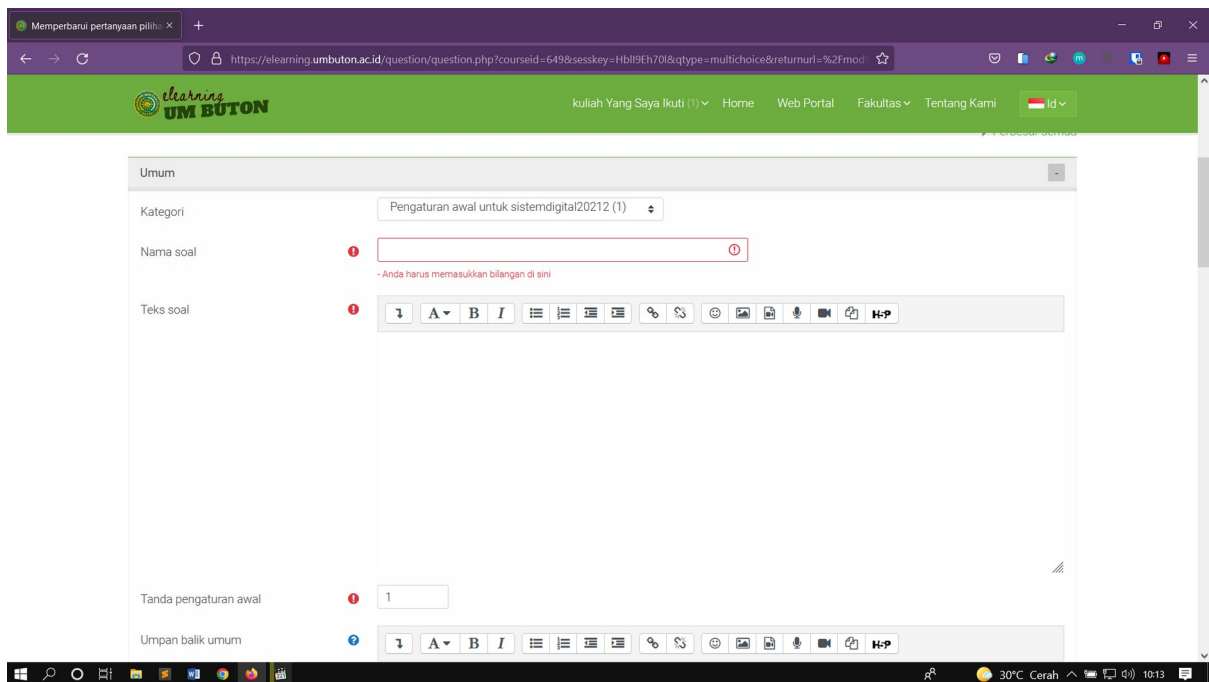 Memperbarui pertanyaan piliha
https://elearning.umbuton.ac.id/question/question.php?courseid=649&sesskey=HbII9Eh70I&qtype=multichoice&returnurl=%2Fmod
elearning
UM BUTON
kuliah Yang Saya Ikuti (1) Home Web Portal Fakultas Tentang Kami Id
Perbesar semua
Umum
Kategori
Pengaturan awal untuk sistemdigital20212 (1)
Nama soal
- Anda harus memasukkan bilangan di sini
Teks soal
A B I H-P
Tanda pengaturan awal
1
Umpan balik umum
A B I H-P
30°C Cerah 10:13